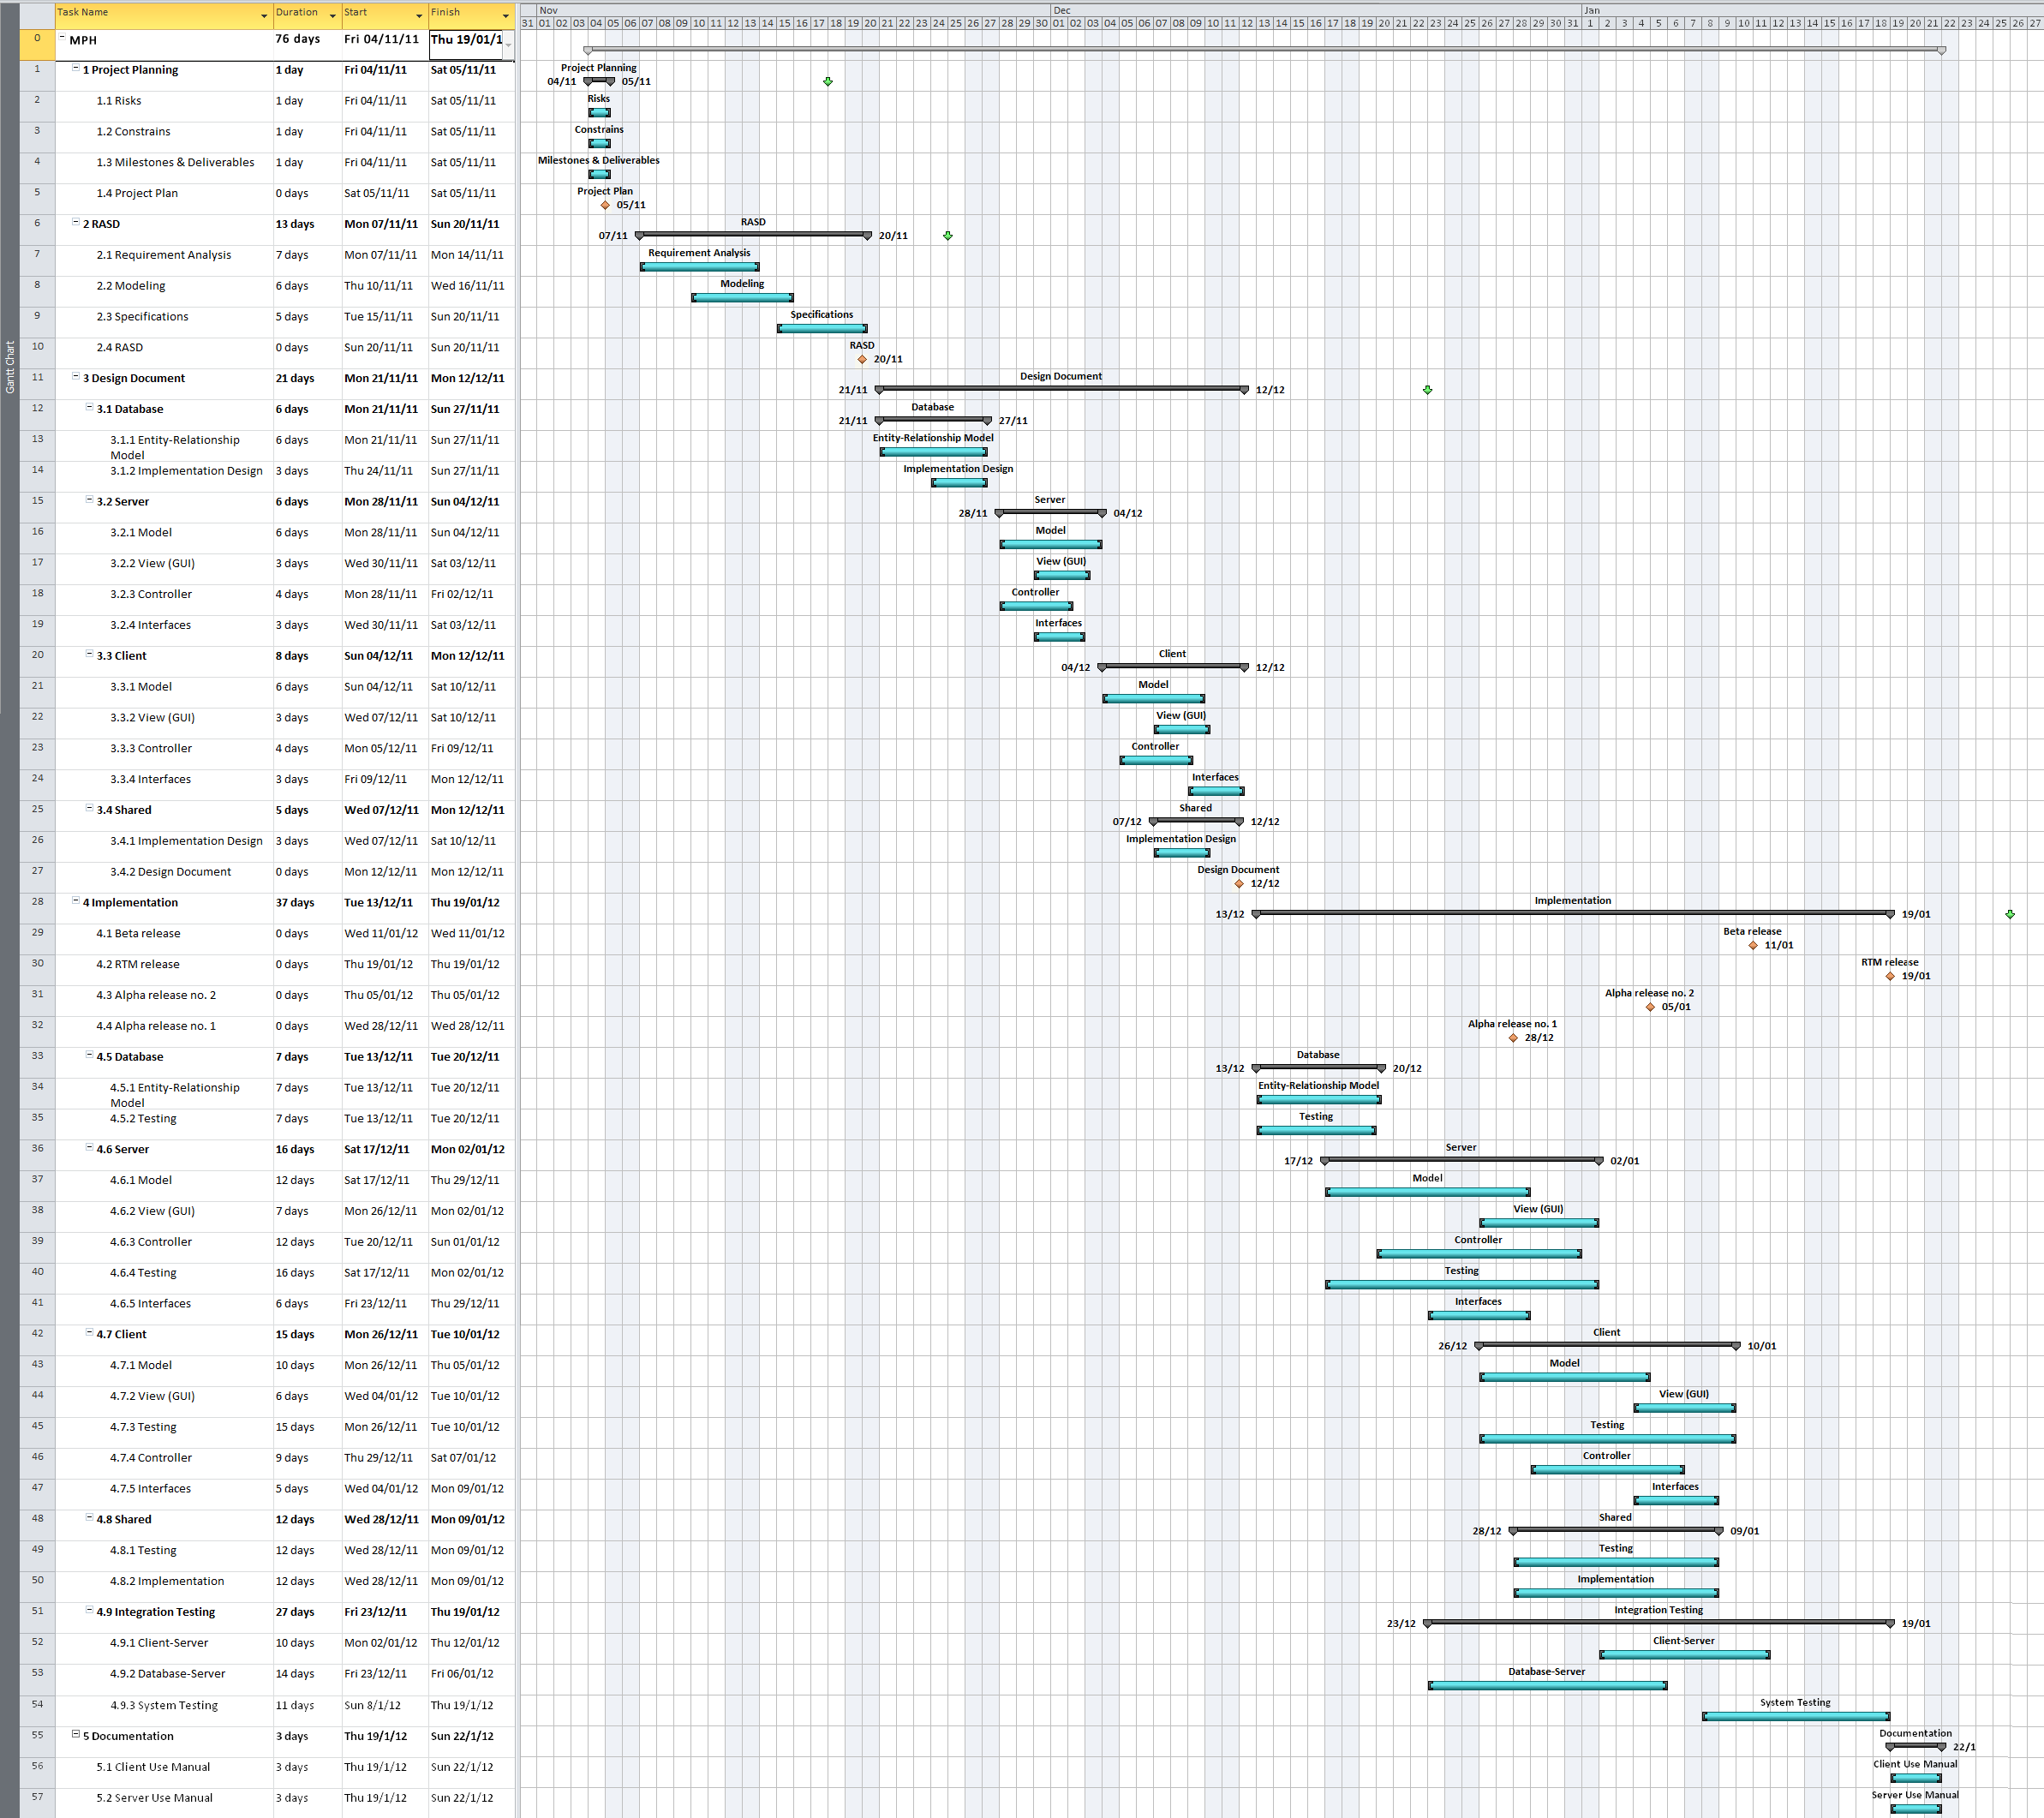 Task Name Duration Start Finish
Nov Dec Jan
31 01 02 03 04 05 06 07 08 09 10 11 12 13 14 15 16 17 18 19 20 21 22 23 24 25 26 27 28 29 30 01 02 03 04 05 06 07 08 09 10 11 12 13 14 15 16 17 18 19 20 21 22 23 24 25 26 27 28 29 30 31 1 2 3 4 5 6 7 8 9 10 11 12 13 14 15 16 17 18 19 20 21 22 23 24 25 26 27
Gantt Chart
0 MPH 76 days Fri 04/11/11 Thu 19/01/1
1 1 Project Planning 1 day Fri 04/11/11 Sat 05/11/11 Project Planning 04/11 05/11
2 1.1 Risks 1 day Fri 04/11/11 Sat 05/11/11 Risks
3 1.2 Constrains 1 day Fri 04/11/11 Sat 05/11/11 Constrains
4 1.3 Milestones & Deliverables 1 day Fri 04/11/11 Sat 05/11/11 Milestones & Deliverables
5 1.4 Project Plan 0 days Sat 05/11/11 Sat 05/11/11 Project Plan 05/11
6 2 RASD 13 days Mon 07/11/11 Sun 20/11/11 RASD 07/11 20/11
7 2.1 Requirement Analysis 7 days Mon 07/11/11 Mon 14/11/11 Requirement Analysis
8 2.2 Modeling 6 days Thu 10/11/11 Wed 16/11/11 Modeling
9 2.3 Specifications 5 days Tue 15/11/11 Sun 20/11/11 Specifications
10 2.4 RASD 0 days Sun 20/11/11 Sun 20/11/11 RASD 20/11
11 3 Design Document 21 days Mon 21/11/11 Mon 12/12/11 Design Document 21/11 12/12
12 3.1 Database 6 days Mon 21/11/11 Sun 27/11/11 Database 21/11 27/11
13 3.1.1 Entity-Relationship Model 6 days Mon 21/11/11 Sun 27/11/11 Entity-Relationship Model
14 3.1.2 Implementation Design 3 days Thu 24/11/11 Sun 27/11/11 Implementation Design
15 3.2 Server 6 days Mon 28/11/11 Sun 04/12/11 Server 28/11 04/12
16 3.2.1 Model 6 days Mon 28/11/11 Sun 04/12/11 Model
17 3.2.2 View (GUI) 3 days Wed 30/11/11 Sat 03/12/11 View (GUI)
18 3.2.3 Controller 4 days Mon 28/11/11 Fri 02/12/11 Controller
19 3.2.4 Interfaces 3 days Wed 30/11/11 Sat 03/12/11 Interfaces
20 3.3 Client 8 days Sun 04/12/11 Mon 12/12/11 Client 04/12 12/12
21 3.3.1 Model 6 days Sun 04/12/11 Sat 10/12/11 Model
22 3.3.2 View (GUI) 3 days Wed 07/12/11 Sat 10/12/11 View (GUI)
23 3.3.3 Controller 4 days Mon 05/12/11 Fri 09/12/11 Controller
24 3.3.4 Interfaces 3 days Fri 09/12/11 Mon 12/12/11 Interfaces
25 3.4 Shared 5 days Wed 07/12/11 Mon 12/12/11 Shared 07/12 12/12
26 3.4.1 Implementation Design 3 days Wed 07/12/11 Sat 10/12/11 Implementation Design
27 3.4.2 Design Document 0 days Mon 12/12/11 Mon 12/12/11 Design Document 12/12
28 4 Implementation 37 days Tue 13/12/11 Thu 19/01/12 Implementation 13/12 19/01
29 4.1 Beta release 0 days Wed 11/01/12 Wed 11/01/12 Beta release 11/01
30 4.2 RTM release 0 days Thu 19/01/12 Thu 19/01/12 RTM release 19/01
31 4.3 Alpha release no. 2 0 days Thu 05/01/12 Thu 05/01/12 Alpha release no. 2 05/01
32 4.4 Alpha release no. 1 0 days Wed 28/12/11 Wed 28/12/11 Alpha release no. 1 28/12
33 4.5 Database 7 days Tue 13/12/11 Tue 20/12/11 Database 13/12 20/12
34 4.5.1 Entity-Relationship Model 7 days Tue 13/12/11 Tue 20/12/11 Entity-Relationship Model
35 4.5.2 Testing 7 days Tue 13/12/11 Tue 20/12/11 Testing
36 4.6 Server 16 days Sat 17/12/11 Mon 02/01/12 Server 17/12 02/01
37 4.6.1 Model 12 days Sat 17/12/11 Thu 29/12/11 Model
38 4.6.2 View (GUI) 7 days Mon 26/12/11 Mon 02/01/12 View (GUI)
39 4.6.3 Controller 12 days Tue 20/12/11 Sun 01/01/12 Controller
40 4.6.4 Testing 16 days Sat 17/12/11 Mon 02/01/12 Testing
41 4.6.5 Interfaces 6 days Fri 23/12/11 Thu 29/12/11 Interfaces
42 4.7 Client 15 days Mon 26/12/11 Tue 10/01/12 Client 26/12 10/01
43 4.7.1 Model 10 days Mon 26/12/11 Thu 05/01/12 Model
44 4.7.2 View (GUI) 6 days Wed 04/01/12 Tue 10/01/12 View (GUI)
45 4.7.3 Testing 15 days Mon 26/12/11 Tue 10/01/12 Testing
46 4.7.4 Controller 9 days Thu 29/12/11 Sat 07/01/12 Controller
47 4.7.5 Interfaces 5 days Wed 04/01/12 Mon 09/01/12 Interfaces
48 4.8 Shared 12 days Wed 28/12/11 Mon 09/01/12 Shared 28/12 09/01
49 4.8.1 Testing 12 days Wed 28/12/11 Mon 09/01/12 Testing
50 4.8.2 Implementation 12 days Wed 28/12/11 Mon 09/01/12 Implementation
51 4.9 Integration Testing 27 days Fri 23/12/11 Thu 19/01/12 Integration Testing 23/12 19/01
52 4.9.1 Client-Server 10 days Mon 02/01/12 Thu 12/01/12 Client-Server
53 4.9.2 Database-Server 14 days Fri 23/12/11 Fri 06/01/12 Database-Server
54 4.9.3 System Testing 11 days Sun 8/1/12 Thu 19/1/12 System Testing
55 5 Documentation 3 days Thu 19/1/12 Sun 22/1/12 Documentation 22/1
56 5.1 Client Use Manual 3 days Thu 19/1/12 Sun 22/1/12 Client Use Manual
57 5.2 Server Use Manual 3 days Thu 19/1/12 Sun 22/1/12 Server Use Manual